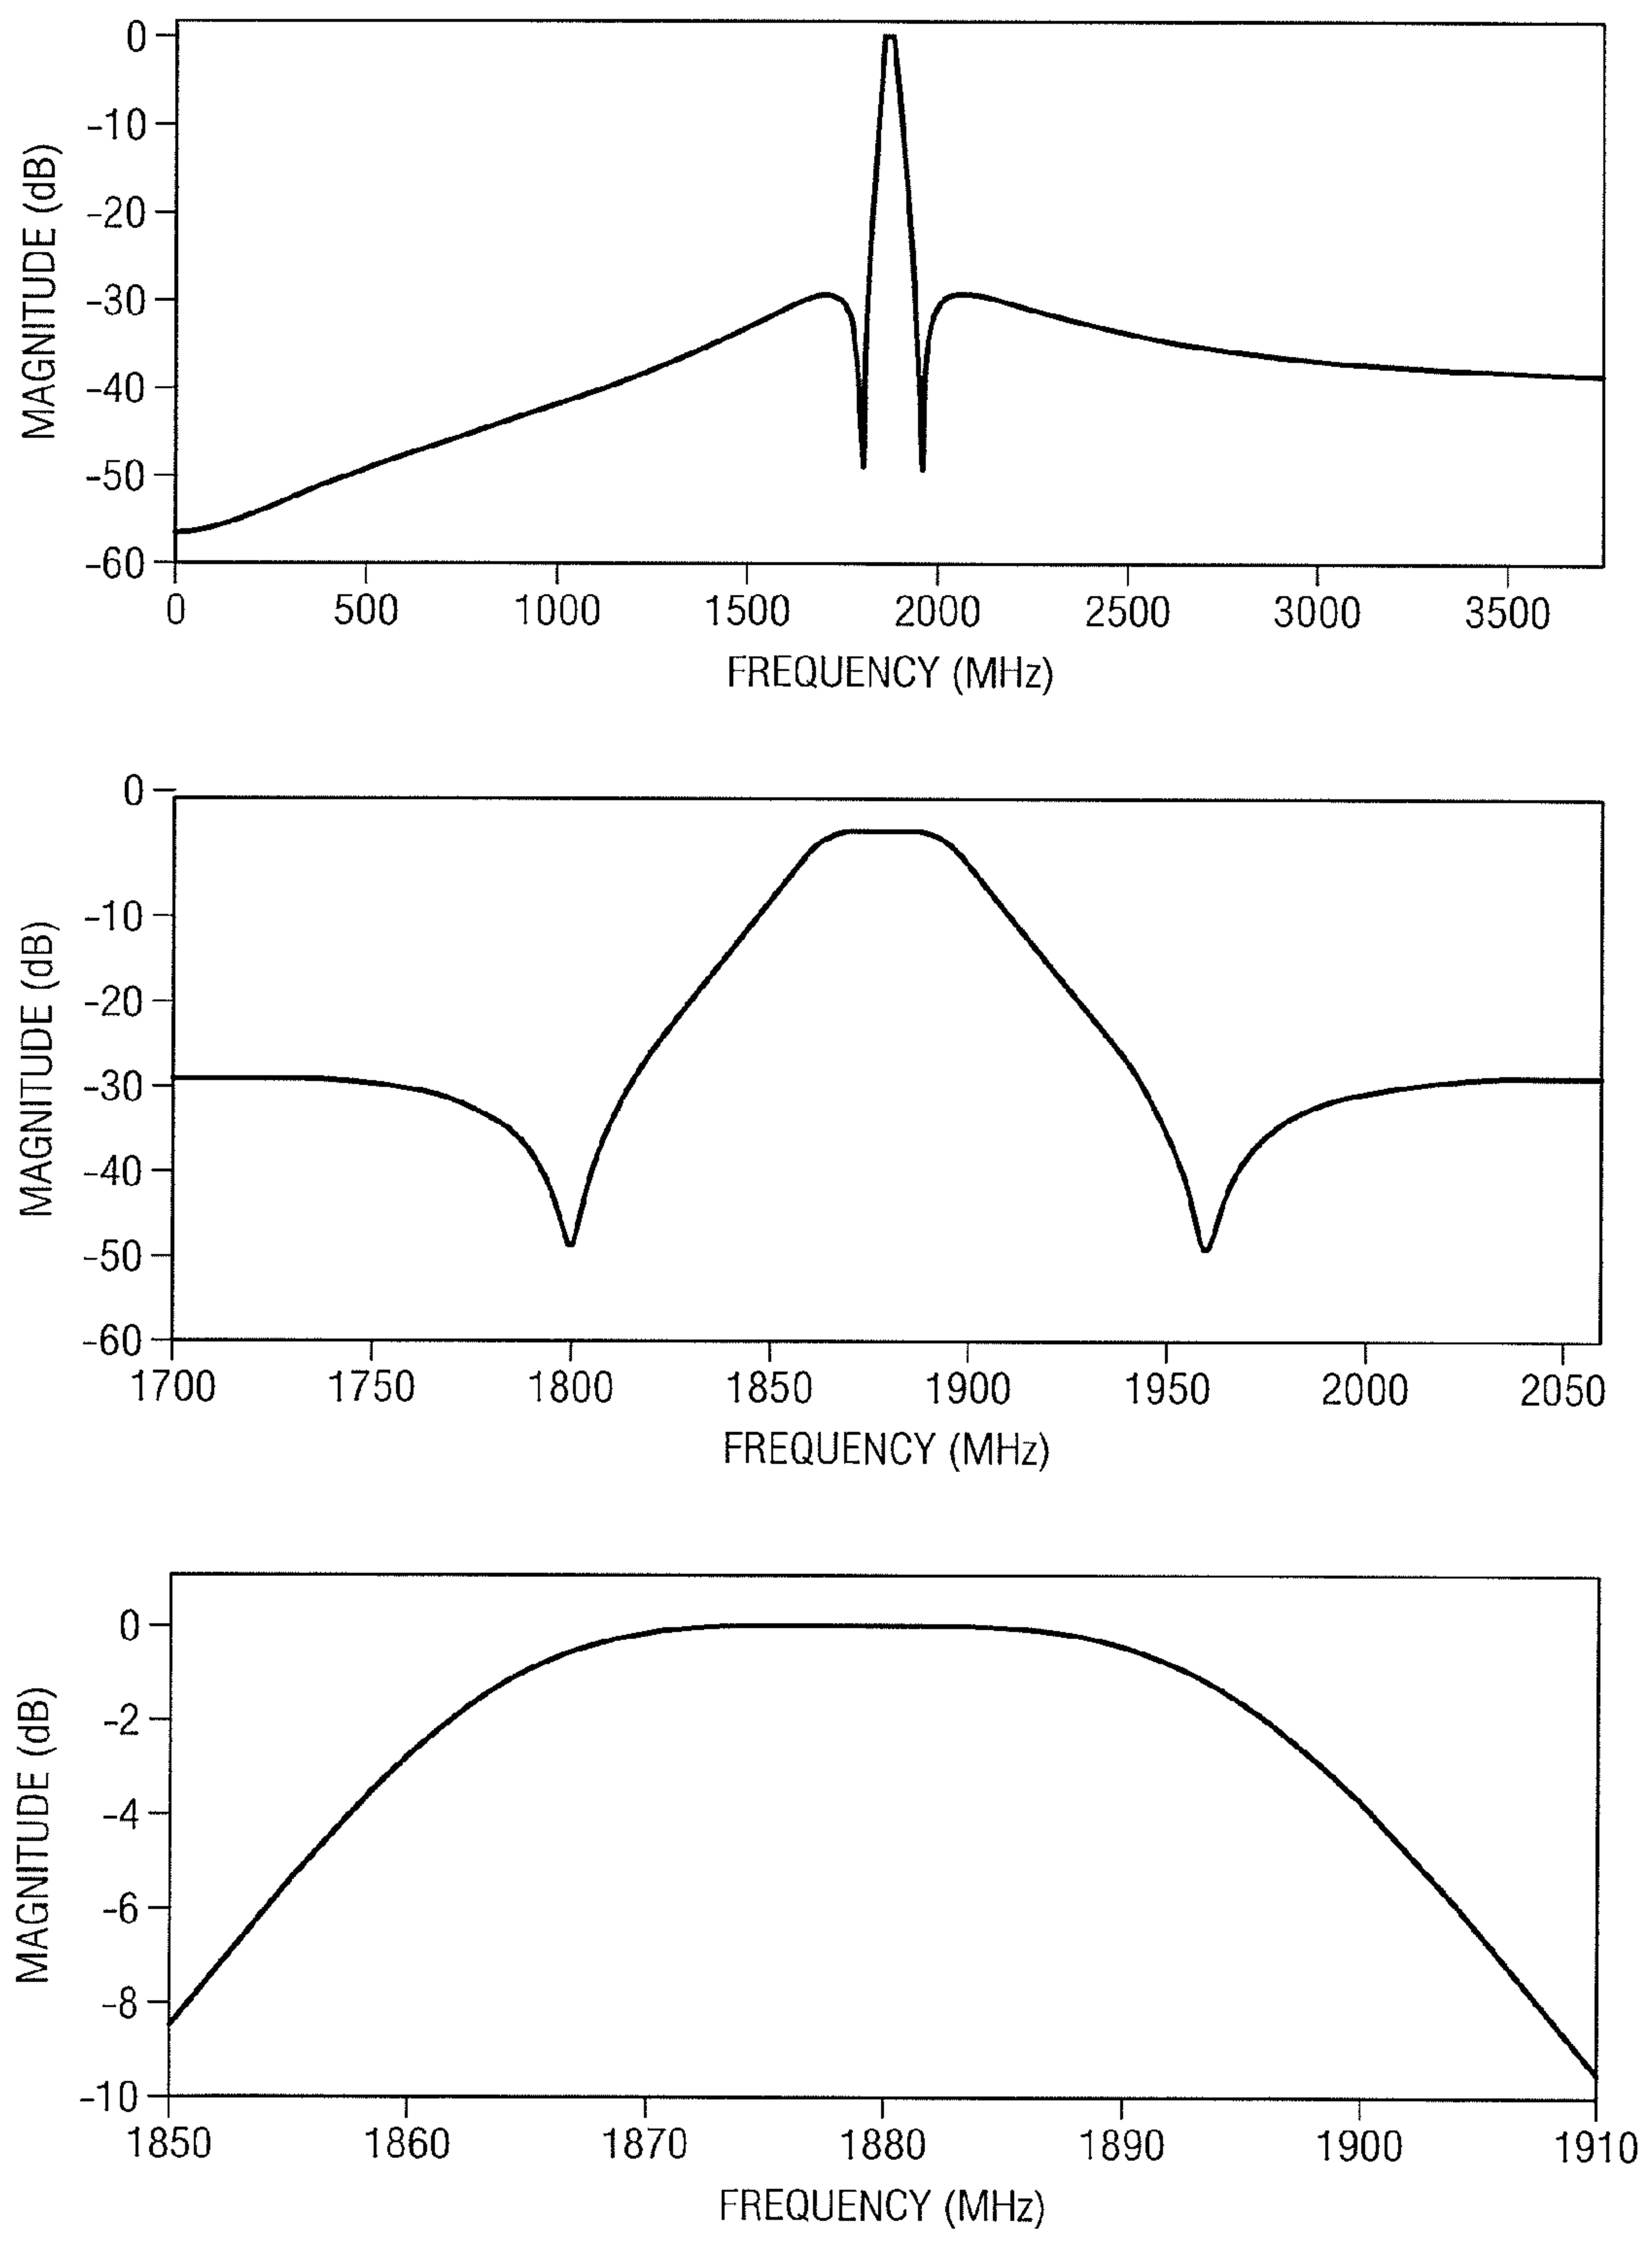 MAGNITUDE (dB)
0
-10
-20
-30
-40
-50
-60
0 500 1000 1500 2000 2500 3000 3500
FREQUENCY (MHz)
MAGNITUDE (dB)
0
-10
-20
-30
-40
-50
-60
1700 1750 1800 1850 1900 1950 2000 2050
FREQUENCY (MHz)
MAGNITUDE (dB)
0
-2
-4
-6
-8
-10
1850 1860 1870 1880 1890 1900 1910
FREQUENCY (MHz)